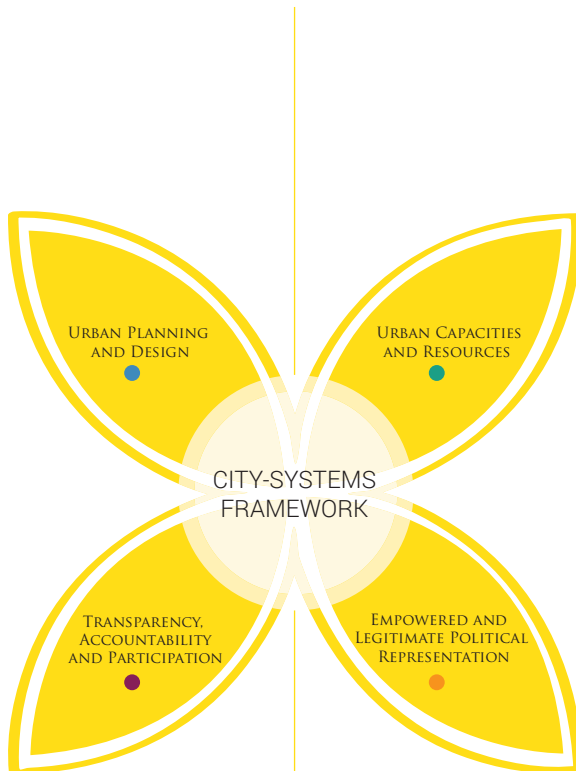 Urban Planning
and Design
Urban Capacities
and Resources
CITY-SYSTEMS
FRAMEWORK
Transparency,
Accountability
and Participation
Empowered and
Legitimate Political
Representation